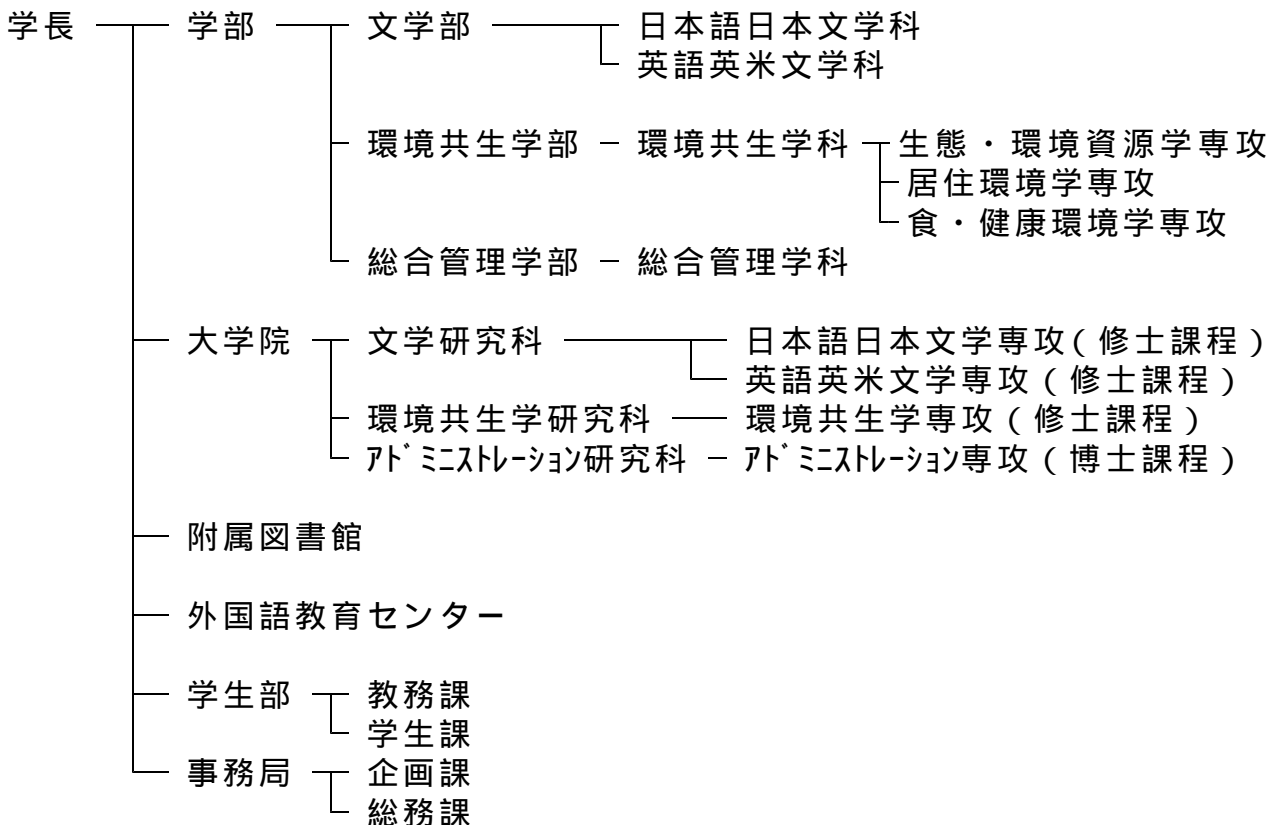 学長 学部 文学部 日本語日本文学科
英語英米文学科
環境共生学部 環境共生学科 生態・環境資源学専攻
居住環境学専攻
食・健康環境学専攻
総合管理学部 総合管理学科
大学院 文学研究科 日本語日本文学専攻(修士課程)
英語英米文学専攻(修士課程)
環境共生学研究科 環境共生学専攻(修士課程)
ｱﾄﾞﾐﾆｽﾄﾚｰｼｮﾝ研究科 ｱﾄﾞﾐﾆｽﾄﾚｰｼｮﾝ専攻(博士課程)
附属図書館
外国語教育センター
学生部 教務課
学生課
事務局 企画課
総務課